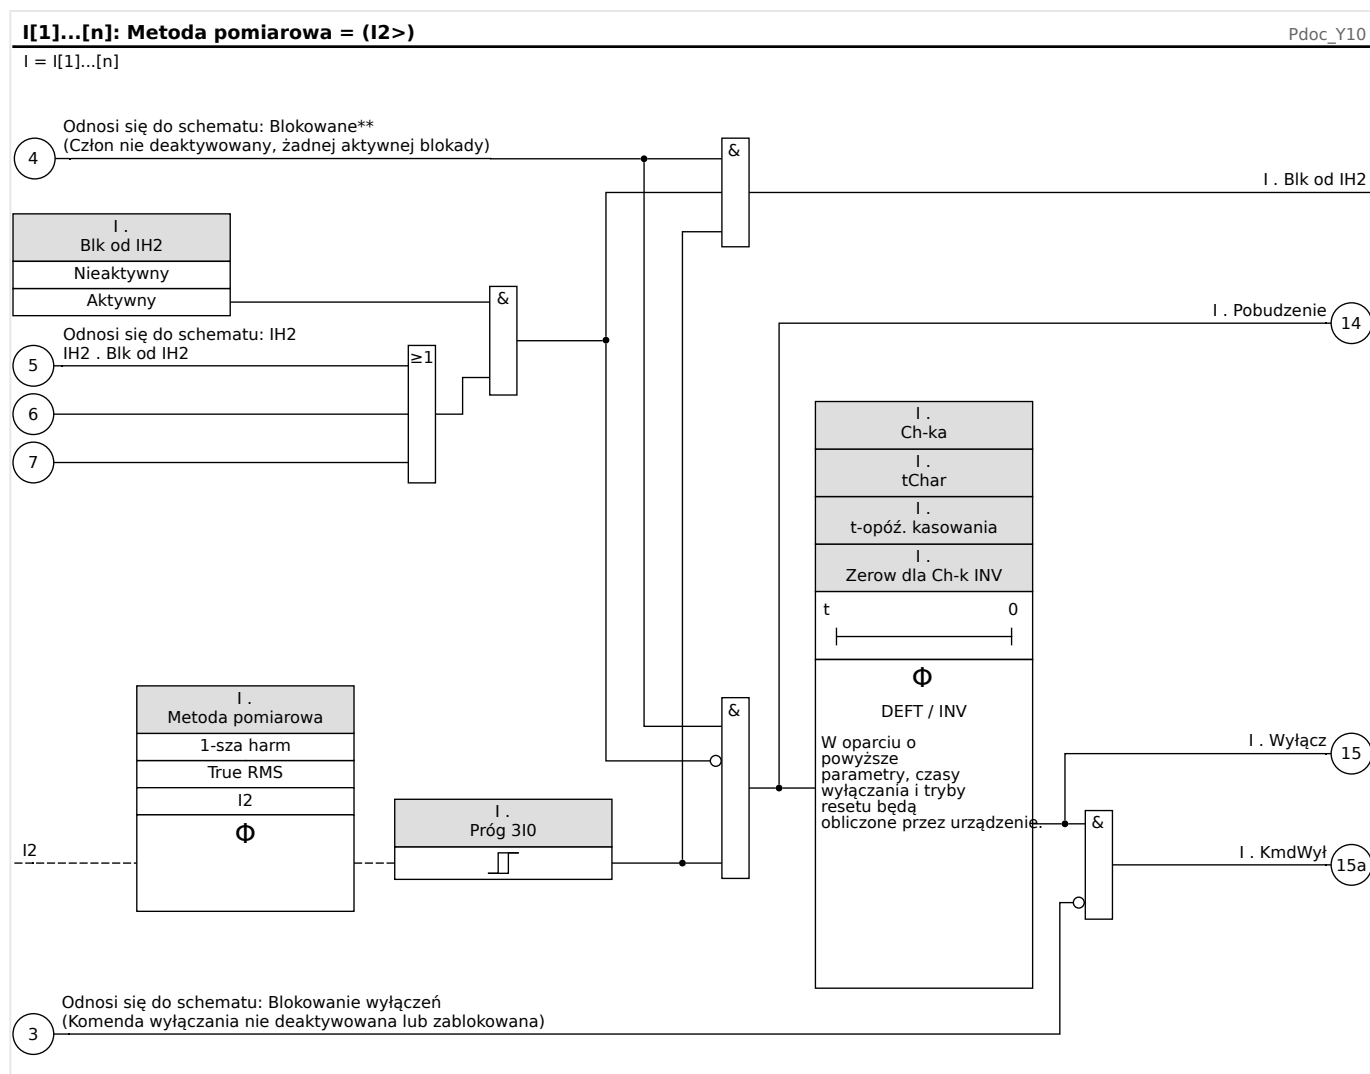 I[1]...[n]: Metoda pomiarowa = (I2>)
Pdoc_Y10
I = I[1]...[n]
Odnosi się do schematu: Blokowane**
(Człon nie deaktywowany, żadnej aktywnej blokady)
4
&
I . Blk od IH2
I .
Blk od IH2
Nieaktywny
Aktywny
&
I . Pobudzenie
14
Odnosi się do schematu: IH2
IH2 . Blk od IH2
5
≥1
6
7
I .
Ch-ka
I .
tChar
I .
t-opóź. kasowania
I .
Zerow dla Ch-k INV
t
0
Φ
DEFT / INV
W oparciu o
powyższe
parametry, czasy
wyłączania i tryby
resetu będą
obliczone przez urządzenie.
I .
Metoda pomiarowa
1-sza harm
True RMS
I2
Φ
I2
I .
Próg 3I0
&
I . Wyłącz
15
&
I . KmdWył
15a
Odnosi się do schematu: Blokowanie wyłączeń
(Komenda wyłączania nie deaktywowana lub zablokowana)
3